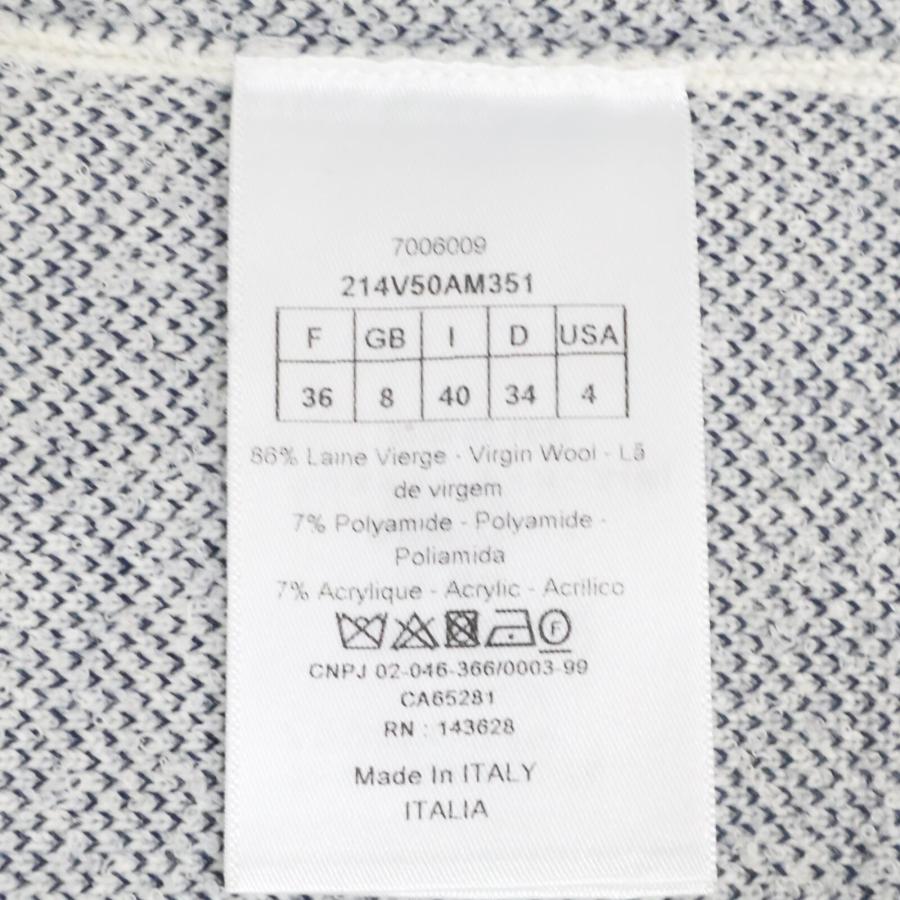 7006009
214V50AM351
F GB I D USA
36 8 40 34 4
86% Laine Vierge - Virgin Wool - Lã
de virgem
7% Polyamide - Polyamide -
Poliamida
7% Acrylique - Acrylic - Acrilico
F
CNPJ 02-046-366/0003-99
CA65281
RN : 143628
Made In ITALY
ITALIA